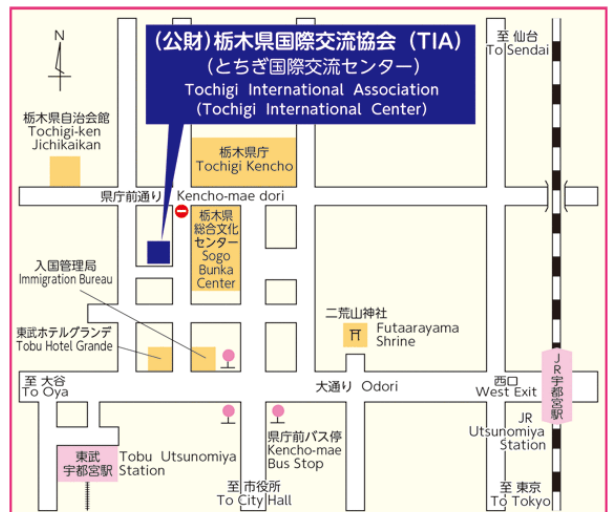 (公財)栃木県国際交流協会 (TIA)
(とちぎ国際交流センター)
Tochigi International Association
(Tochigi International Center)
至 仙台
To Sendai
N
栃木県自治会館
Tochigi-ken
Jichikaikan
栃木県庁
Tochigi Kencho
県庁前通り Kencho-mae dori
栃木県
総合文化
センター
Sogo
Bunka
Center
入国管理局
Immigration Bureau
二荒山神社
Futaarayama
Shrine
東武ホテルグランデ
Tobu Hotel Grande
至 大谷
To Oya
大通り Odori
西口
West Exit
JR宇都宮駅
JR
Utsunomiya
Station
県庁前バス停
Kencho-mae
Bus Stop
東武
宇都宮駅
Tobu Utsunomiya
Station
至 市役所
To City Hall
至 東京
To Tokyo